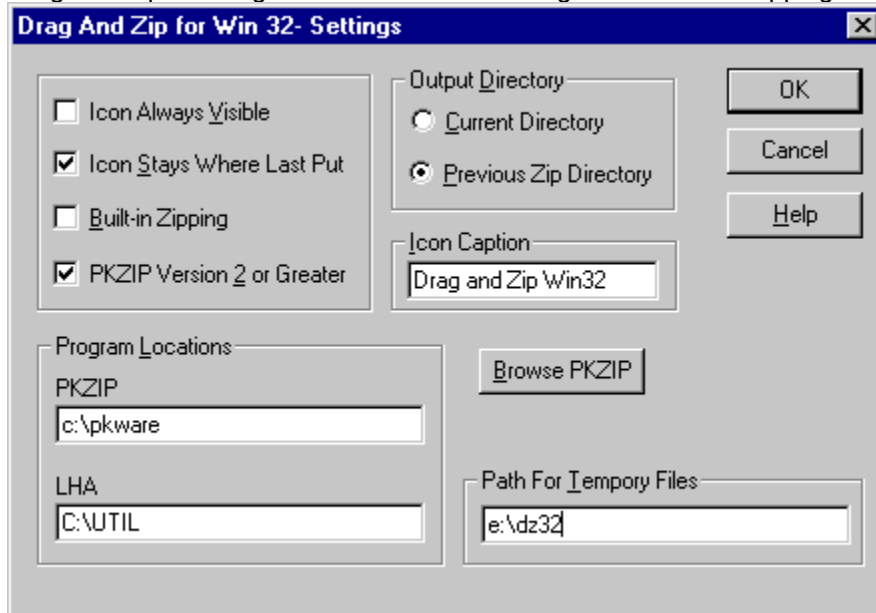 Drag And Zip for Win 32- Settings
Icon Always Visible
Icon Stays Where Last Put
Built-in Zipping
PKZIP Version 2 or Greater
Output Directory
Current Directory
Previous Zip Directory
Icon Caption
Drag and Zip Win32
OK
Cancel
Help
Program Locations
PKZIP
c:\pkware
LHA
C:\UTIL
Browse PKZIP
Path For Tempory Files
e:\dz32